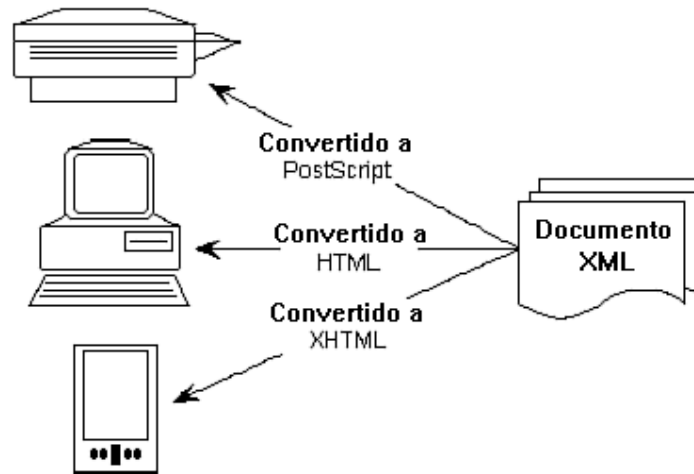 Convertido a
PostScript
Convertido a
HTML
Documento
XML
Convertido a
XHTML